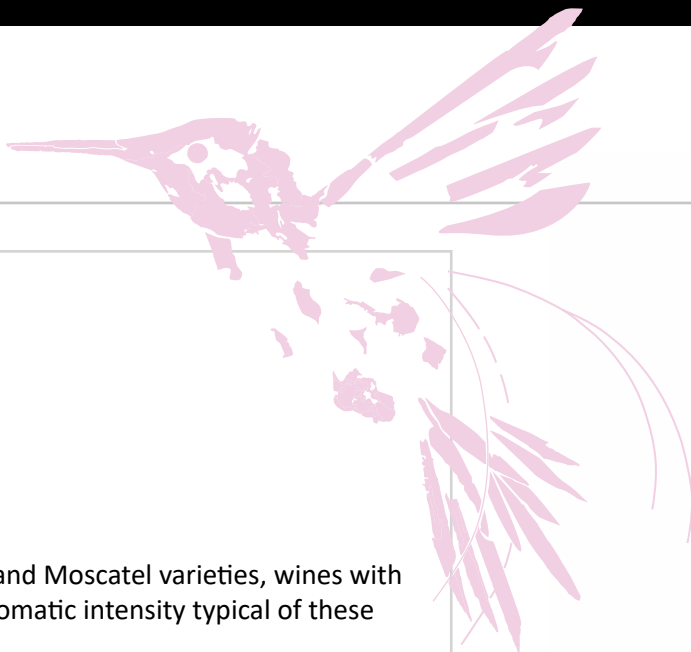 and Moscatel varieties, wines with
omatic intensity typical of these